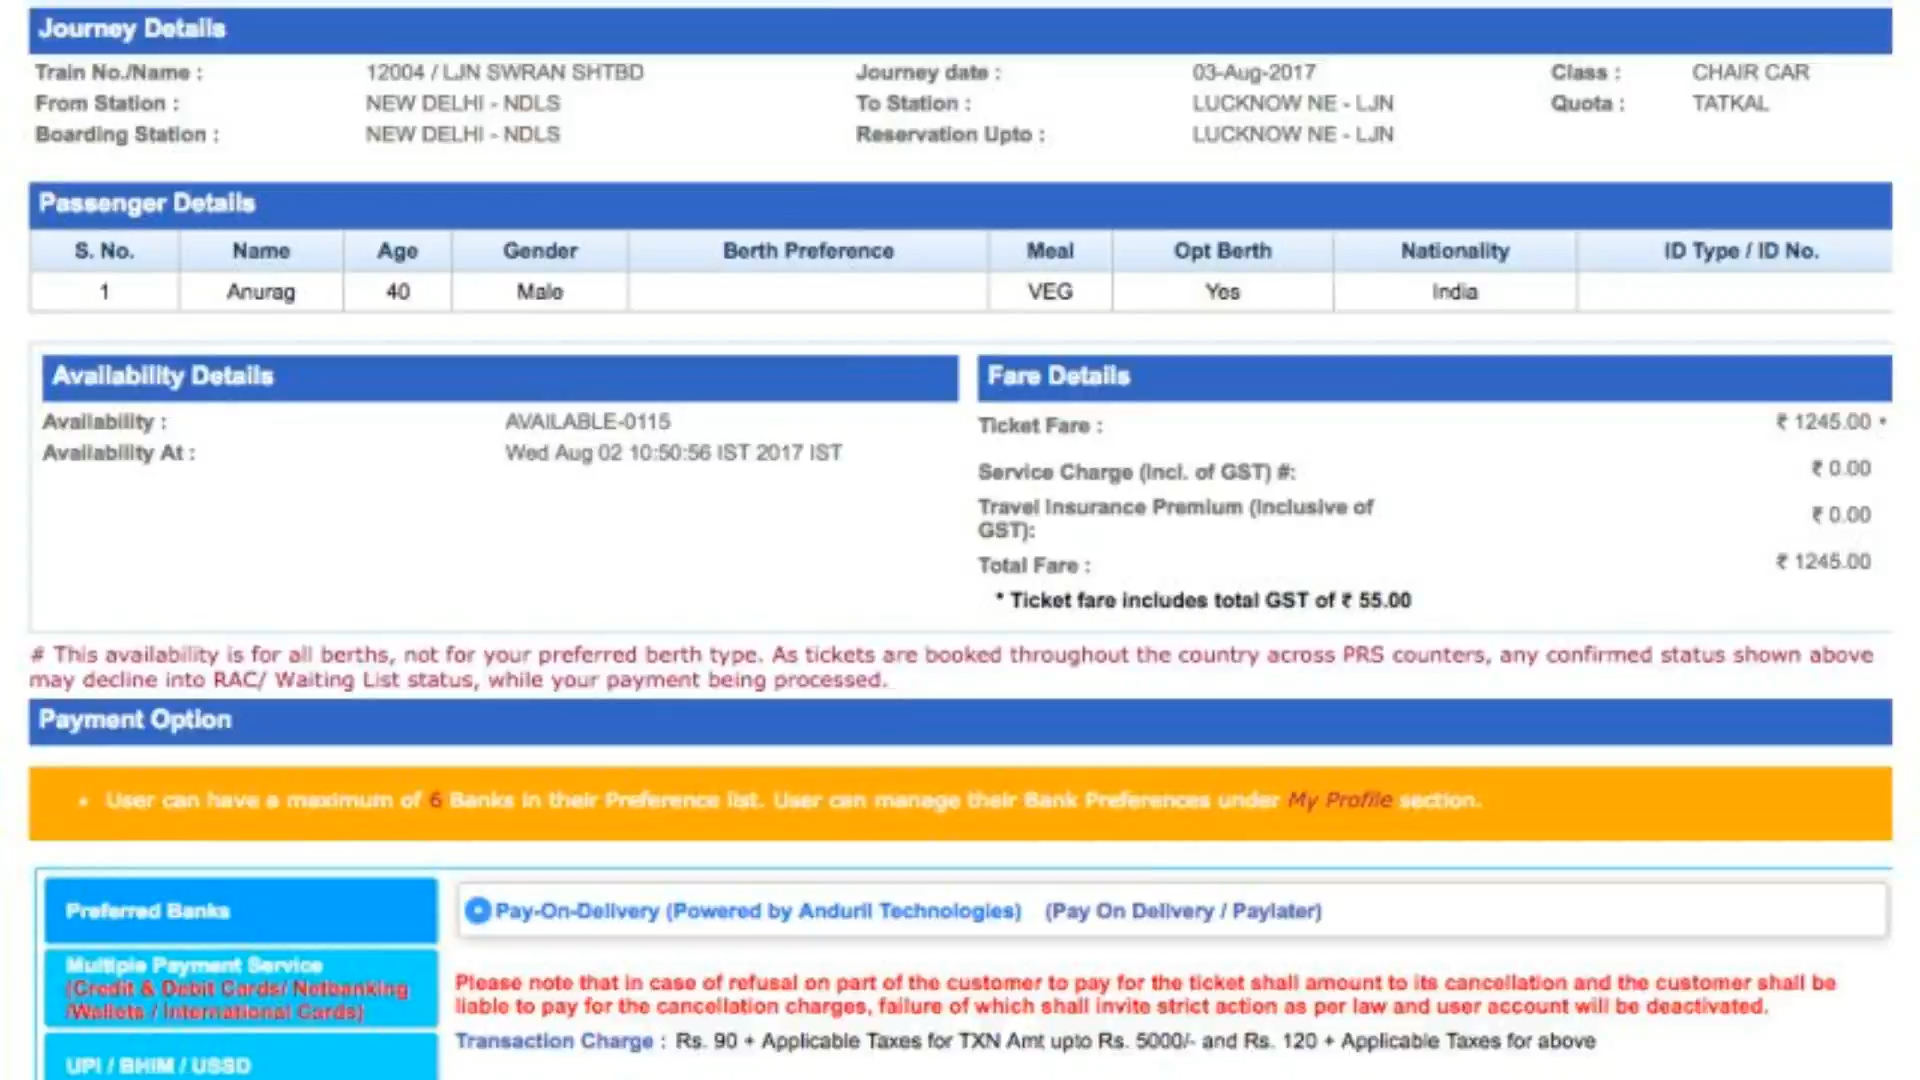 Journey Details
Train No./Name : 12004 / LJN SWRAN SHTBD Journey date : 03-Aug-2017 Class : CHAIR CAR
From Station : NEW DELHI - NDLS To Station : LUCKNOW NE - LJN Quota : TATKAL
Boarding Station : NEW DELHI - NDLS Reservation Upto : LUCKNOW NE - LJN
Passenger Details
S. No. Name Age Gender Berth Preference Meal Opt Berth Nationality ID Type / ID No.
1 Anurag 40 Male VEG Yes India
Availability Details
Availability : AVAILABLE-0115
Availability At : Wed Aug 02 10:50:56 IST 2017 IST
Fare Details
Ticket Fare : ₹ 1245.00 *
Service Charge (Incl. of GST) #: ₹ 0.00
Travel Insurance Premium (Inclusive of
GST): ₹ 0.00
Total Fare : ₹ 1245.00
* Ticket fare includes total GST of ₹ 55.00
# This availability is for all berths, not for your preferred berth type. As tickets are booked throughout the country across PRS counters, any confirmed status shown above
may decline into RAC/ Waiting List status, while your payment being processed.
Payment Option
• User can have a maximum of 6 Banks in their Preference list. User can manage their Bank Preferences under My Profile section.
Preferred Banks
Multiple Payment Service
(Credit & Debit Cards/ Netbanking
/Wallets / International Cards)
UPI / BHIM / USSD
Pay-On-Delivery (Powered by Anduril Technologies) (Pay On Delivery / Paylater)
Please note that in case of refusal on part of the customer to pay for the ticket shall amount to its cancellation and the customer shall be
liable to pay for the cancellation charges, failure of which shall invite strict action as per law and user account will be deactivated.
Transaction Charge : Rs. 90 + Applicable Taxes for TXN Amt upto Rs. 5000/- and Rs. 120 + Applicable Taxes for above